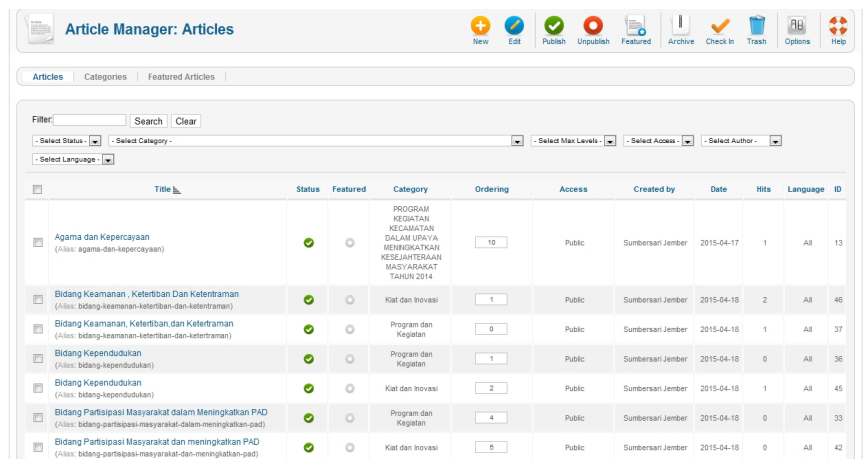 Article Manager: Articles
New Edit Publish Unpublish Featured Archive Check In Trash Options Help
Articles Categories Featured Articles
Filter: Search Clear
- Select Status - - Select Category - - Select Max Levels - - Select Access - - Select Author -
- Select Language -
Title Status Featured Category Ordering Access Created by Date Hits Language ID
Agama dan Kepercayaan
(Alias: agama-dan-kepercayaan)
PROGRAM
KEGIATAN
KECAMATAN
DALAM UPAYA
MENINGKATKAN
KESEJAHTERAAN
MASYARAKAT
TAHUN 2014
10 Public Sumbersari Jember 2015-04-17 1 All 13
Bidang Keamanan , Ketertiban Dan Ketentraman
(Alias: bidang-keamanan-ketertiban-dan-ketentraman)
Kiat dan Inovasi 1 Public Sumbersari Jember 2015-04-18 2 All 46
Bidang Keamanan, Ketertiban,dan Ketertraman
(Alias: bidang-keamanan-ketertiban-dan-ketertraman)
Program dan
Kegiatan
0 Public Sumbersari Jember 2015-04-18 1 All 37
Bidang Kependudukan
(Alias: bidang-kependudukan)
Program dan
Kegiatan
1 Public Sumbersari Jember 2015-04-18 0 All 36
Bidang Kependudukan
(Alias: bidang-kependudukan)
Kiat dan Inovasi 2 Public Sumbersari Jember 2015-04-18 1 All 45
Bidang Partisipasi Masyarakat dalam Meningkatkan PAD
(Alias: bidang-partisipasi-masyarakat-dalam-meningkatkan-pad)
Program dan
Kegiatan
4 Public Sumbersari Jember 2015-04-18 0 All 33
Bidang Partisipasi Masyarakat dan meningkatkan PAD
(Alias: bidang-partisipasi-masyarakat-dan-meningkatkan-pad)
Kiat dan Inovasi 5 Public Sumbersari Jember 2015-04-18 0 All 42